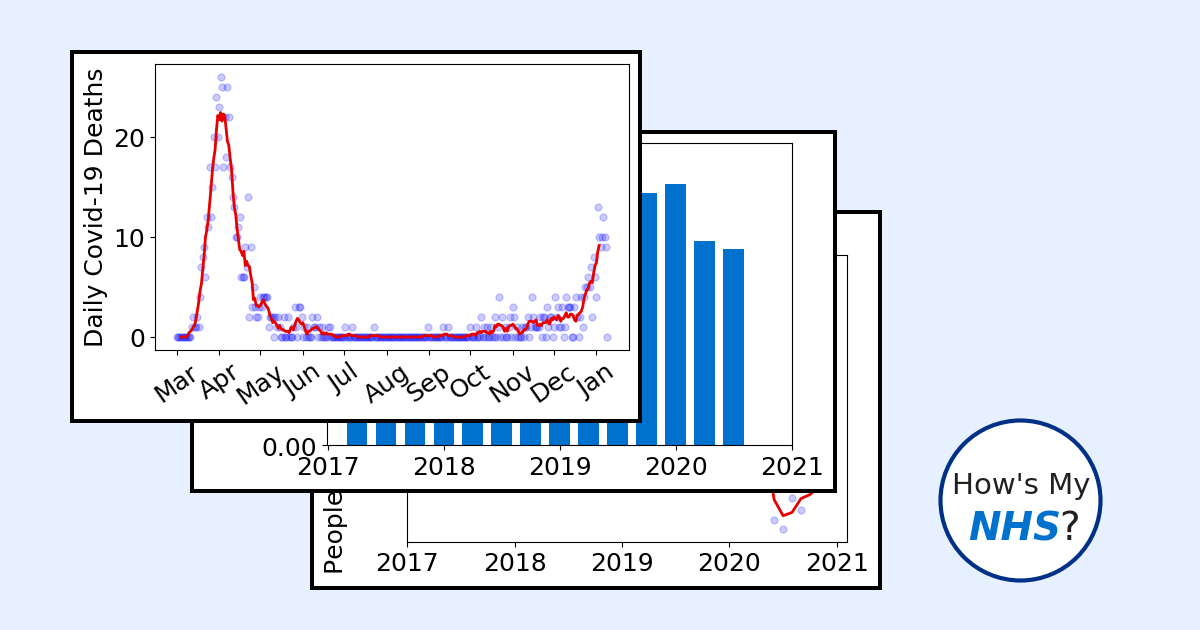 Daily Covid-19 Deaths
20
10
0
Mar Apr May Jun Jul Aug Sep Oct Nov Dec Jan
0.00
2017 2018 2019 2020 2021
People
2017 2018 2019 2020 2021
How's My
NHS?